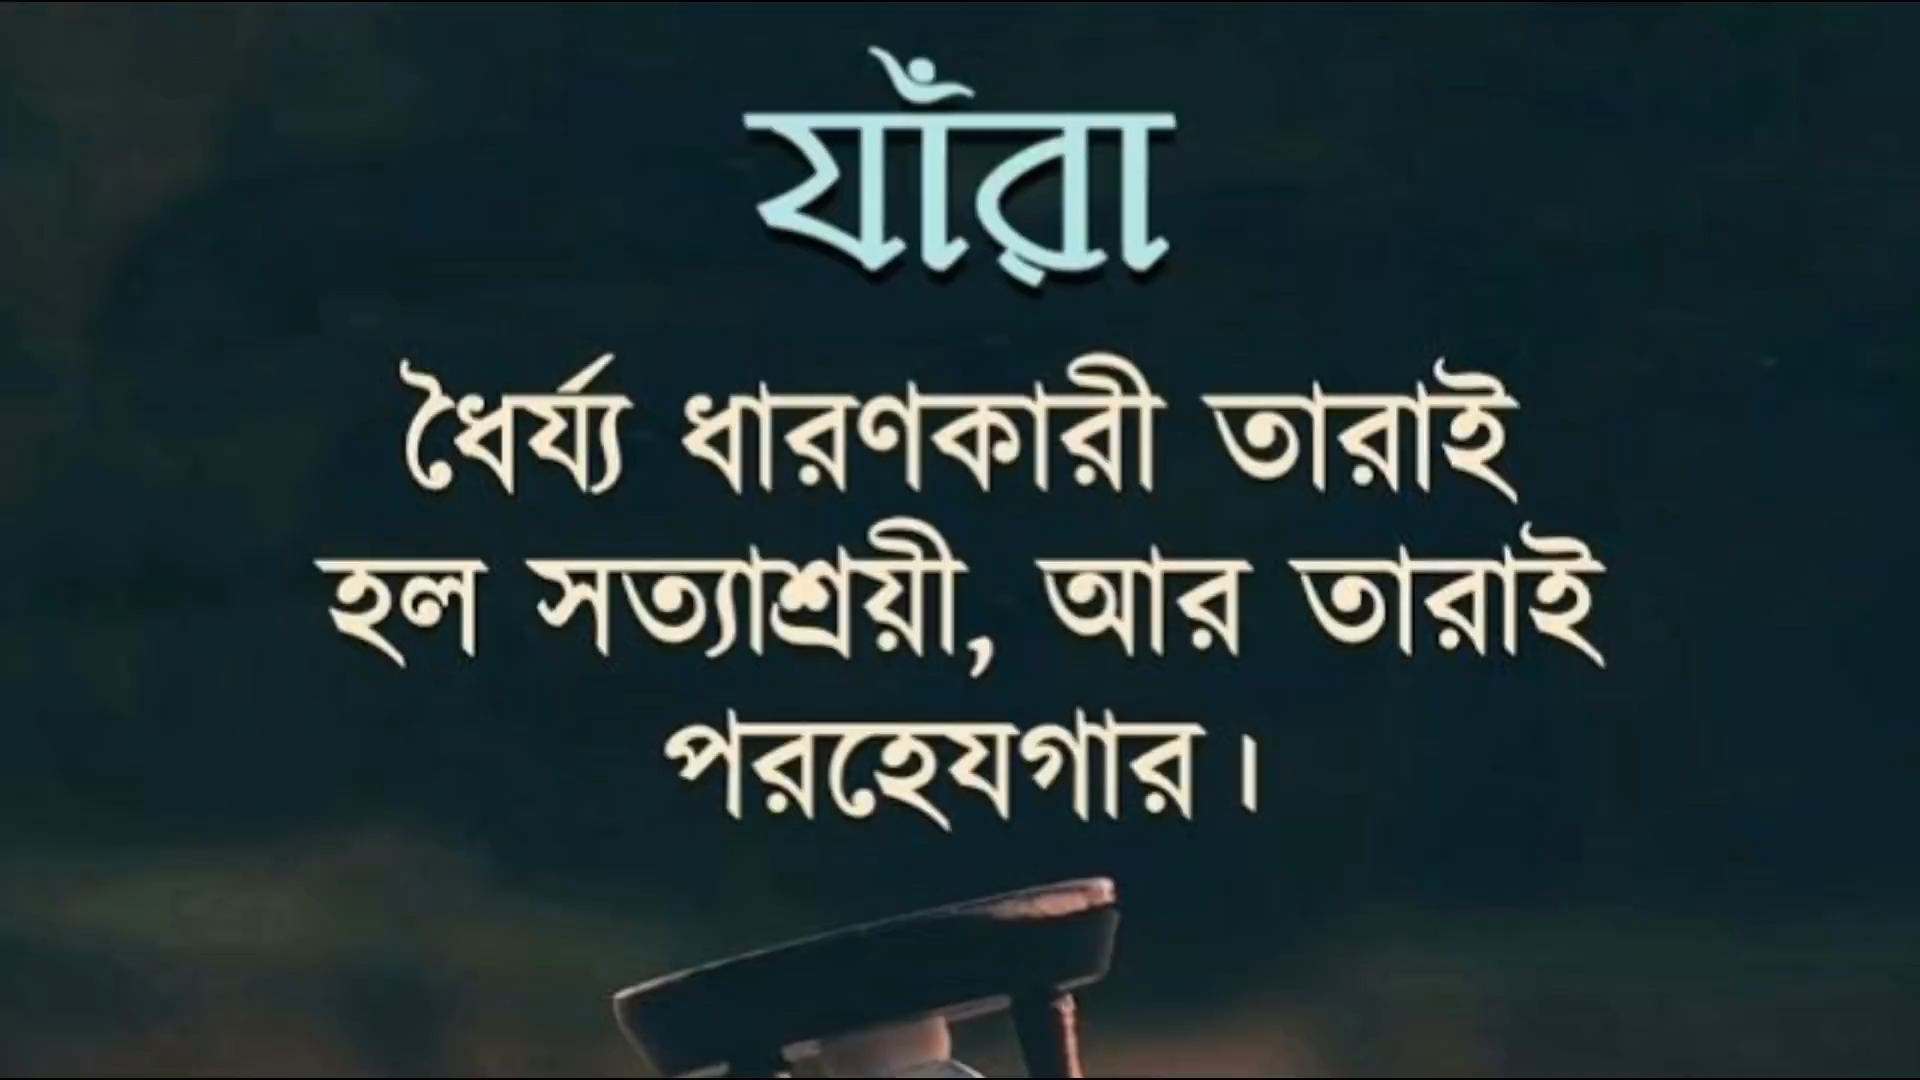 যাঁরা
ধৈর্য্য ধারণকারী তারাই
হল সত্যাশ্রয়ী, আর তারাই
পরহেযগার।